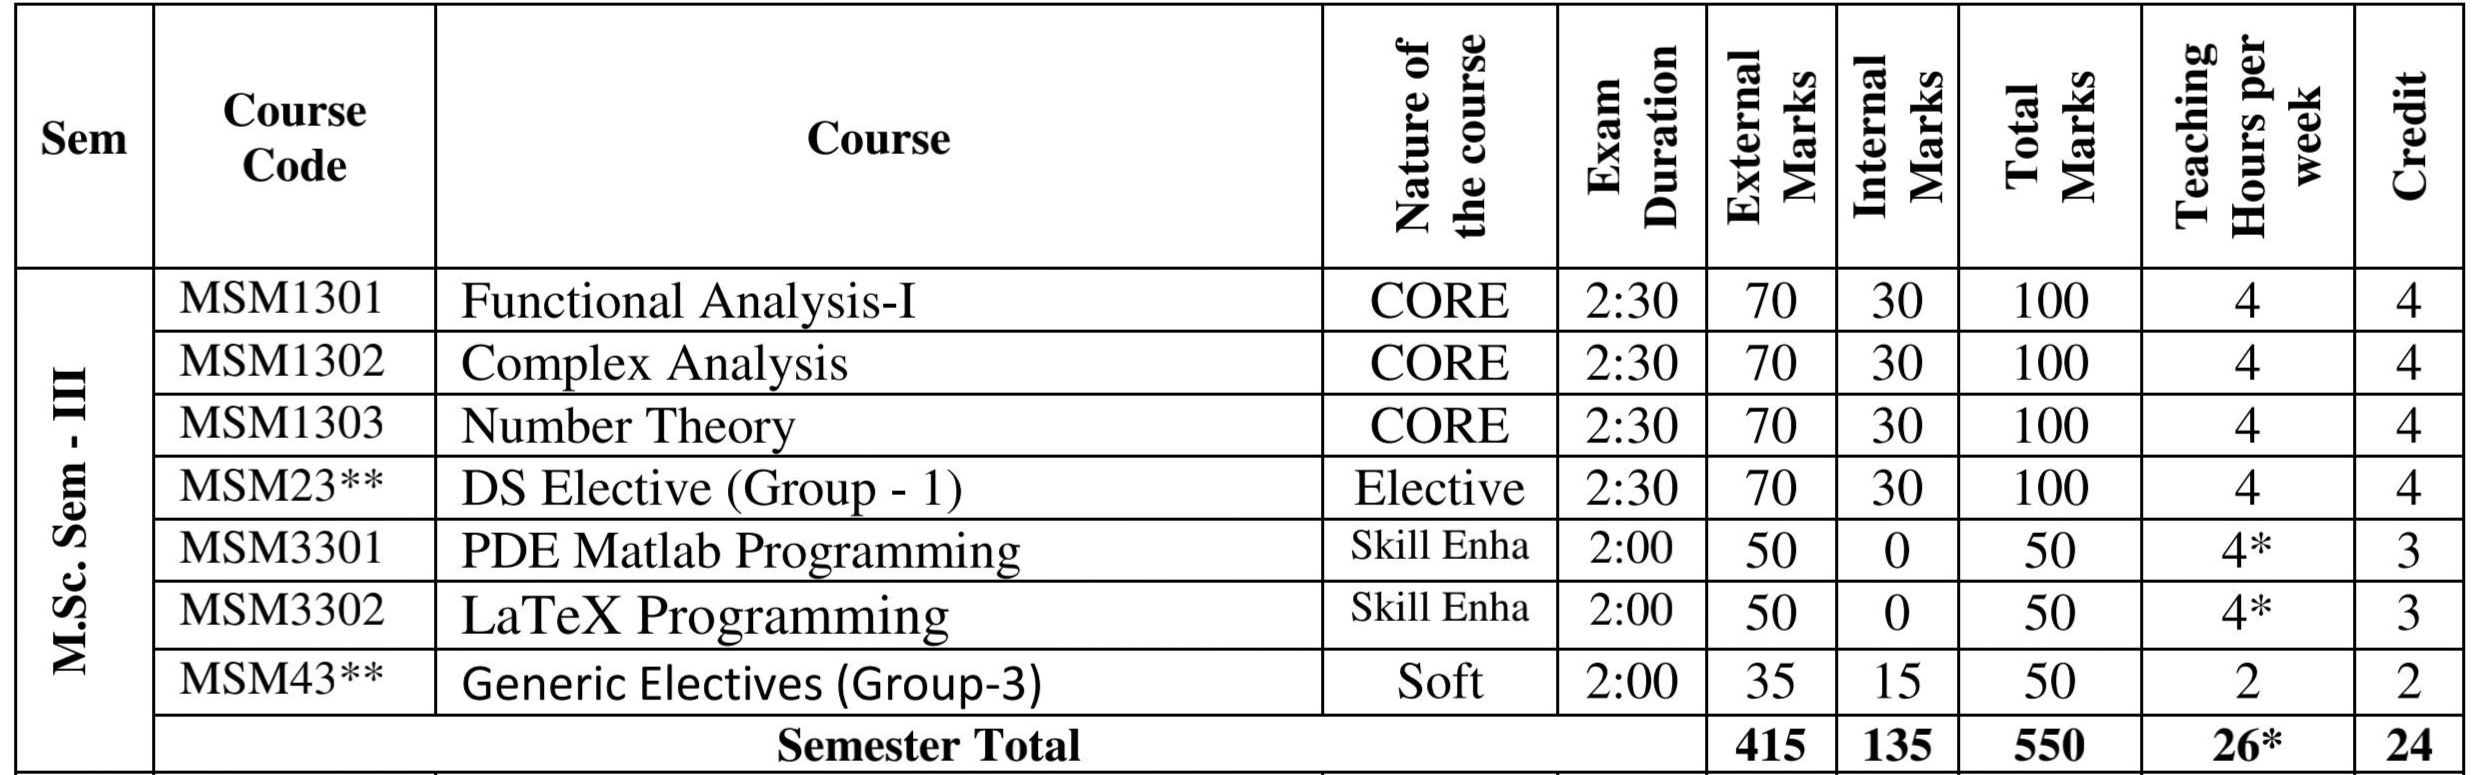 Sem Course Code Course Nature of the course Exam Duration External Marks Internal Marks Total Marks Teaching Hours per week Credit
M.Sc. Sem - III
MSM1301 Functional Analysis-I CORE 2:30 70 30 100 4 4
MSM1302 Complex Analysis CORE 2:30 70 30 100 4 4
MSM1303 Number Theory CORE 2:30 70 30 100 4 4
MSM23** DS Elective (Group - 1) Elective 2:30 70 30 100 4 4
MSM3301 PDE Matlab Programming Skill Enha 2:00 50 0 50 4* 3
MSM3302 LaTeX Programming Skill Enha 2:00 50 0 50 4* 3
MSM43** Generic Electives (Group-3) Soft 2:00 35 15 50 2 2
Semester Total 415 135 550 26* 24